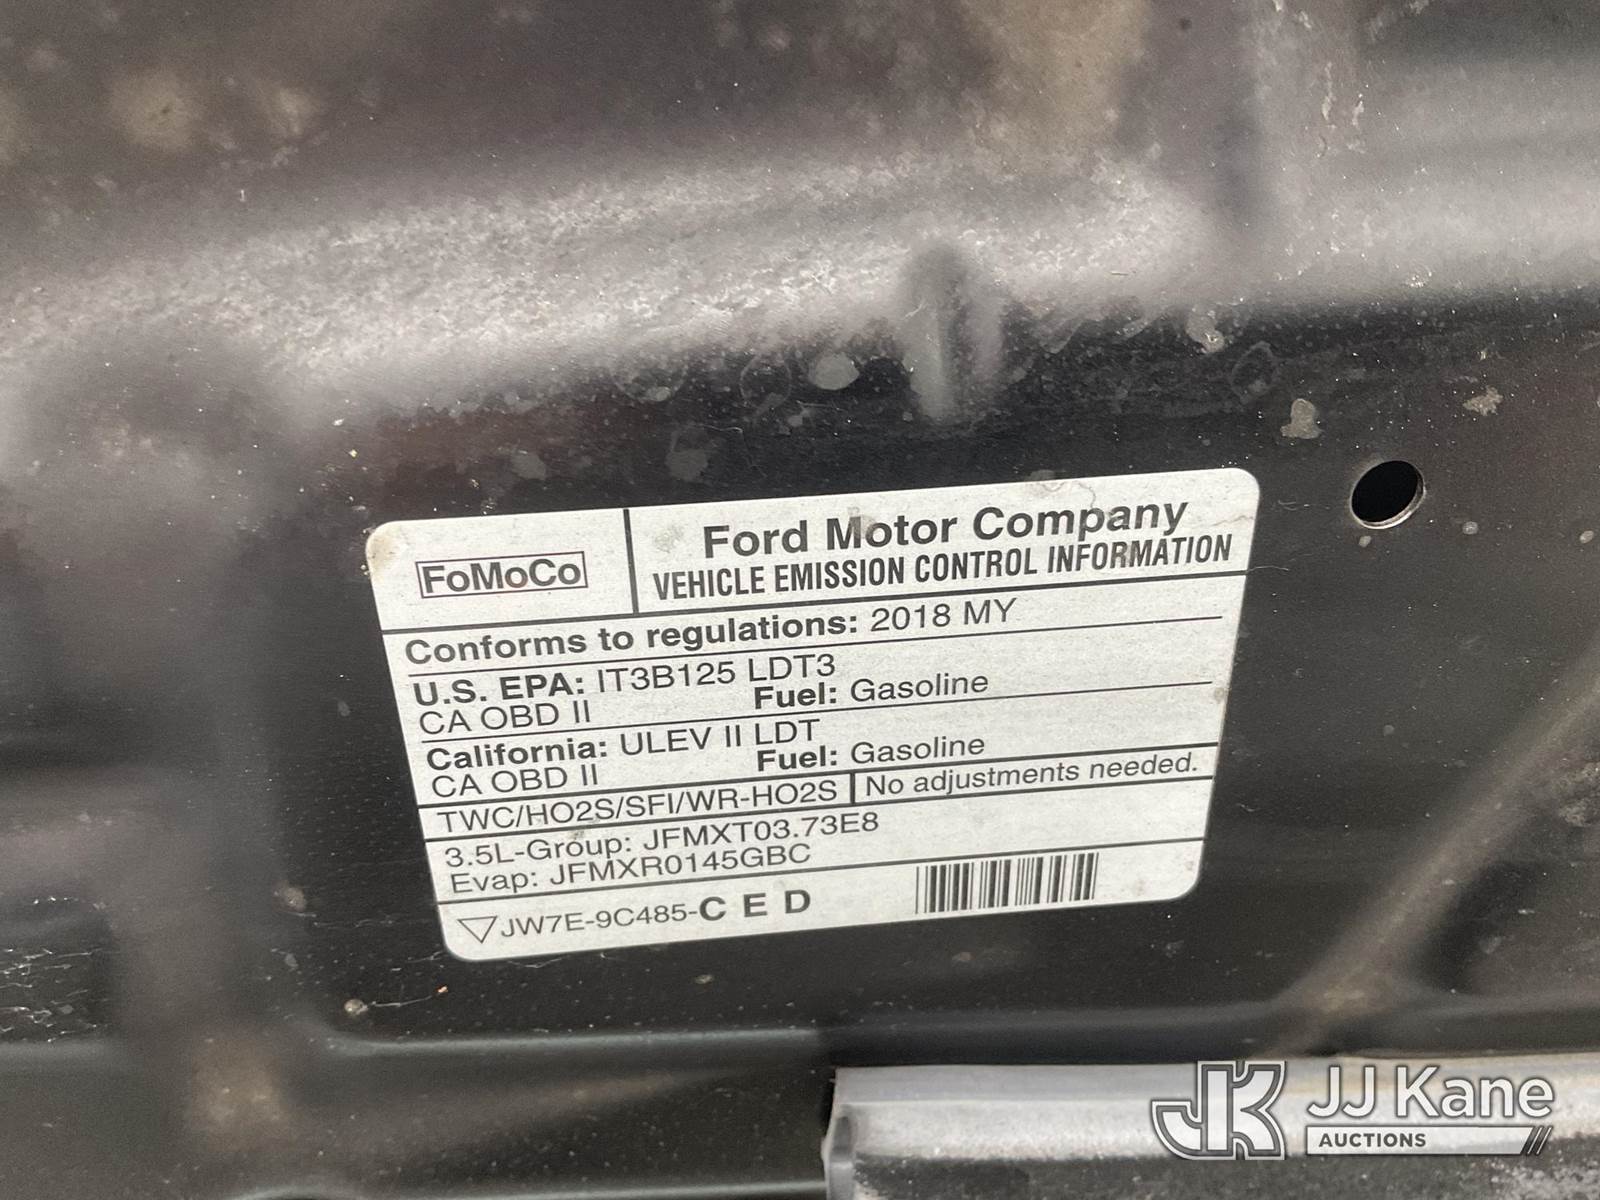 FoMoCo
Ford Motor Company
VEHICLE EMISSION CONTROL INFORMATION
Conforms to regulations: 2018 MY
U.S. EPA: IT3B125 LDT3
CA OBD II Fuel: Gasoline
California: ULEV II LDT
CA OBD II Fuel: Gasoline
TWC/HO2S/SFI/WR-HO2S No adjustments needed.
3.5L-Group: JFMXT03.73E8
Evap: JFMXR0145GBC
JW7E-9C485-C E D
JK JJ Kane
AUCTIONS